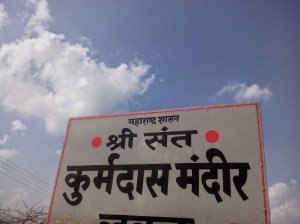 महाराष्ट्र शासन
श्री संत
कुर्मदास मंदीर